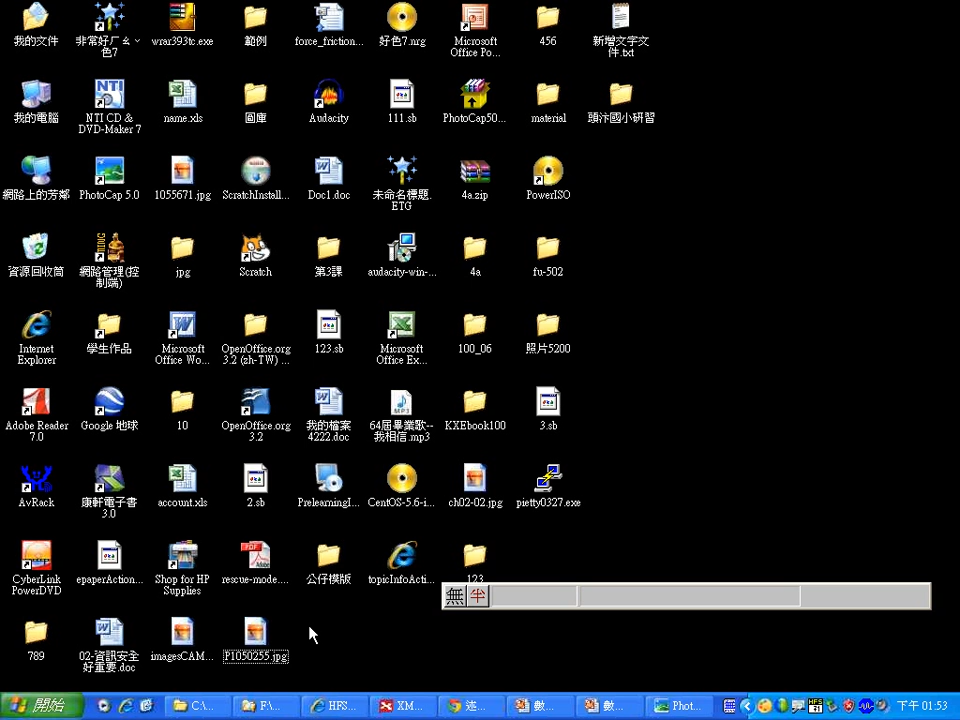 我的文件
非常好ㄏㄠˇ
色7
wrar393tc.exe
範例
force_friction...
好色7.nrg
Microsoft
Office Po...
456
新增文字文
件.txt
我的電腦
NTI CD &
DVD-Maker 7
name.xls
圖庫
Audacity
111.sb
PhotoCap50...
material
頭汴國小研習
網路上的芳鄰
PhotoCap 5.0
1055671.jpg
ScratchInstall...
Doc1.doc
未命名標題.
ETG
4a.zip
PowerISO
資源回收筒
網路管理(控
制端)
jpg
Scratch
第3課
audacity-win-...
4a
fu-502
Internet
Explorer
學生作品
Microsoft
Office Wo...
OpenOffice.org
3.2 (zh-TW) ...
123.sb
Microsoft
Office Ex...
100_06
照片5200
Adobe Reader
7.0
Google 地球
10
OpenOffice.org
3.2
我的檔案
4222.doc
64屆畢業歌--
我相信.mp3
KXEbook100
3.sb
AvRack
康軒電子書
3.0
account.xls
2.sb
PrelearningI...
CentOS-5.6-i...
ch02-02.jpg
pietty0327.exe
CyberLink
PowerDVD
epaperAction...
Shop for HP
Supplies
rescue-mode....
公仔模版
topicInfoActi...
123
無 半
789
02-資訊安全
好重要.doc
imagesCAM...
P1050255.jpg
開始
C:\...
F:\...
HFS...
XM...
迷...
數...
數...
Phot...
下午 01:53